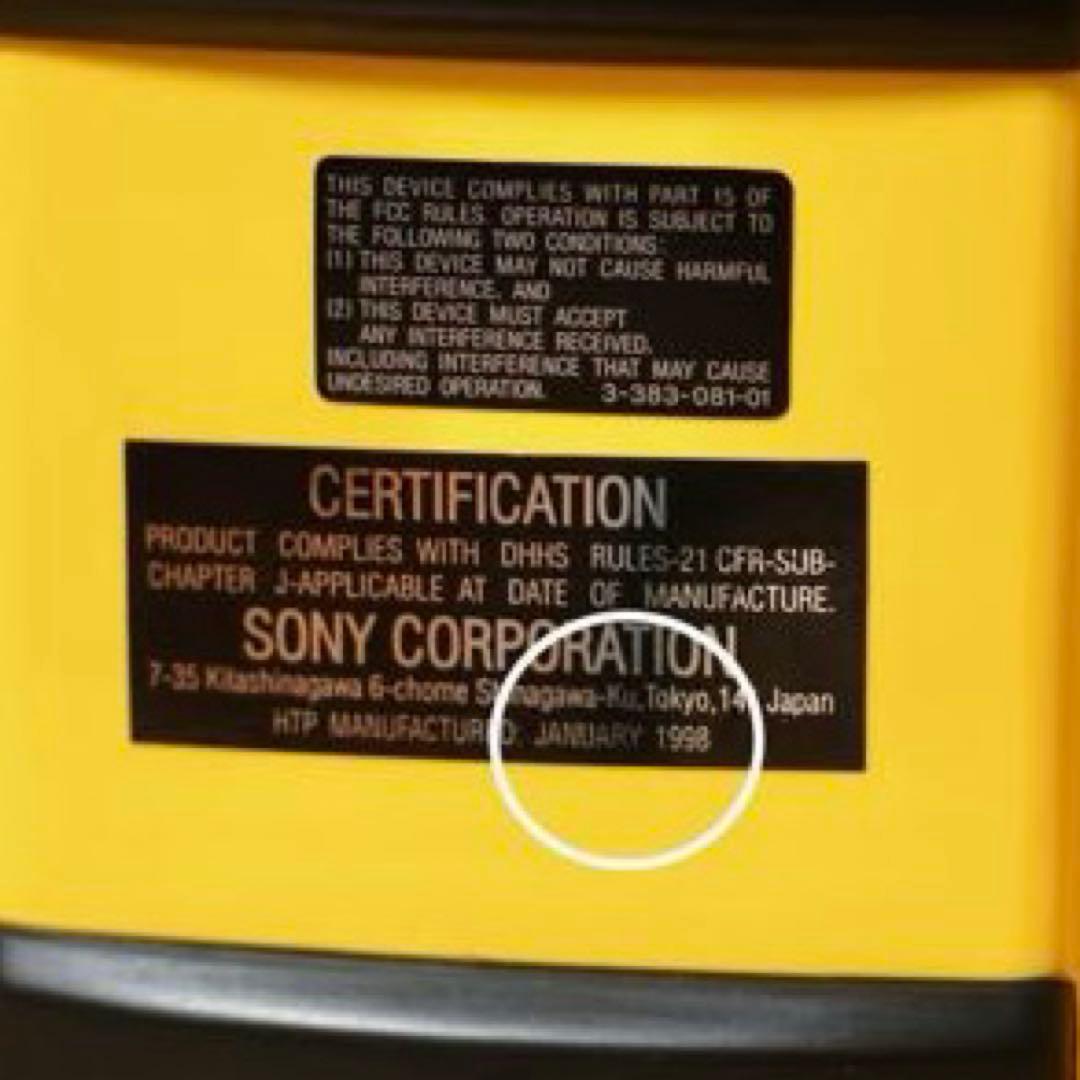 THIS DEVICE COMPLIES WITH PART 15 OF
THE FCC RULES. OPERATION IS SUBJECT TO
THE FOLLOWING TWO CONDITIONS:
(1) THIS DEVICE MAY NOT CAUSE HARMFUL
INTERFERENCE, AND
(2) THIS DEVICE MUST ACCEPT
ANY INTERFERENCE RECEIVED,
INCLUDING INTERFERENCE THAT MAY CAUSE
UNDESIRED OPERATION. 3-383-081-01
CERTIFICATION
PRODUCT COMPLIES WITH DHHS RULES-21 CFR-SUB-
CHAPTER J-APPLICABLE AT DATE OF MANUFACTURE.
SONY CORPORATION
7-35 Kitashinagawa 6-chome Shinagawa-Ku,Tokyo, Japan
HTP MANUFACTURED: JANUARY 1998